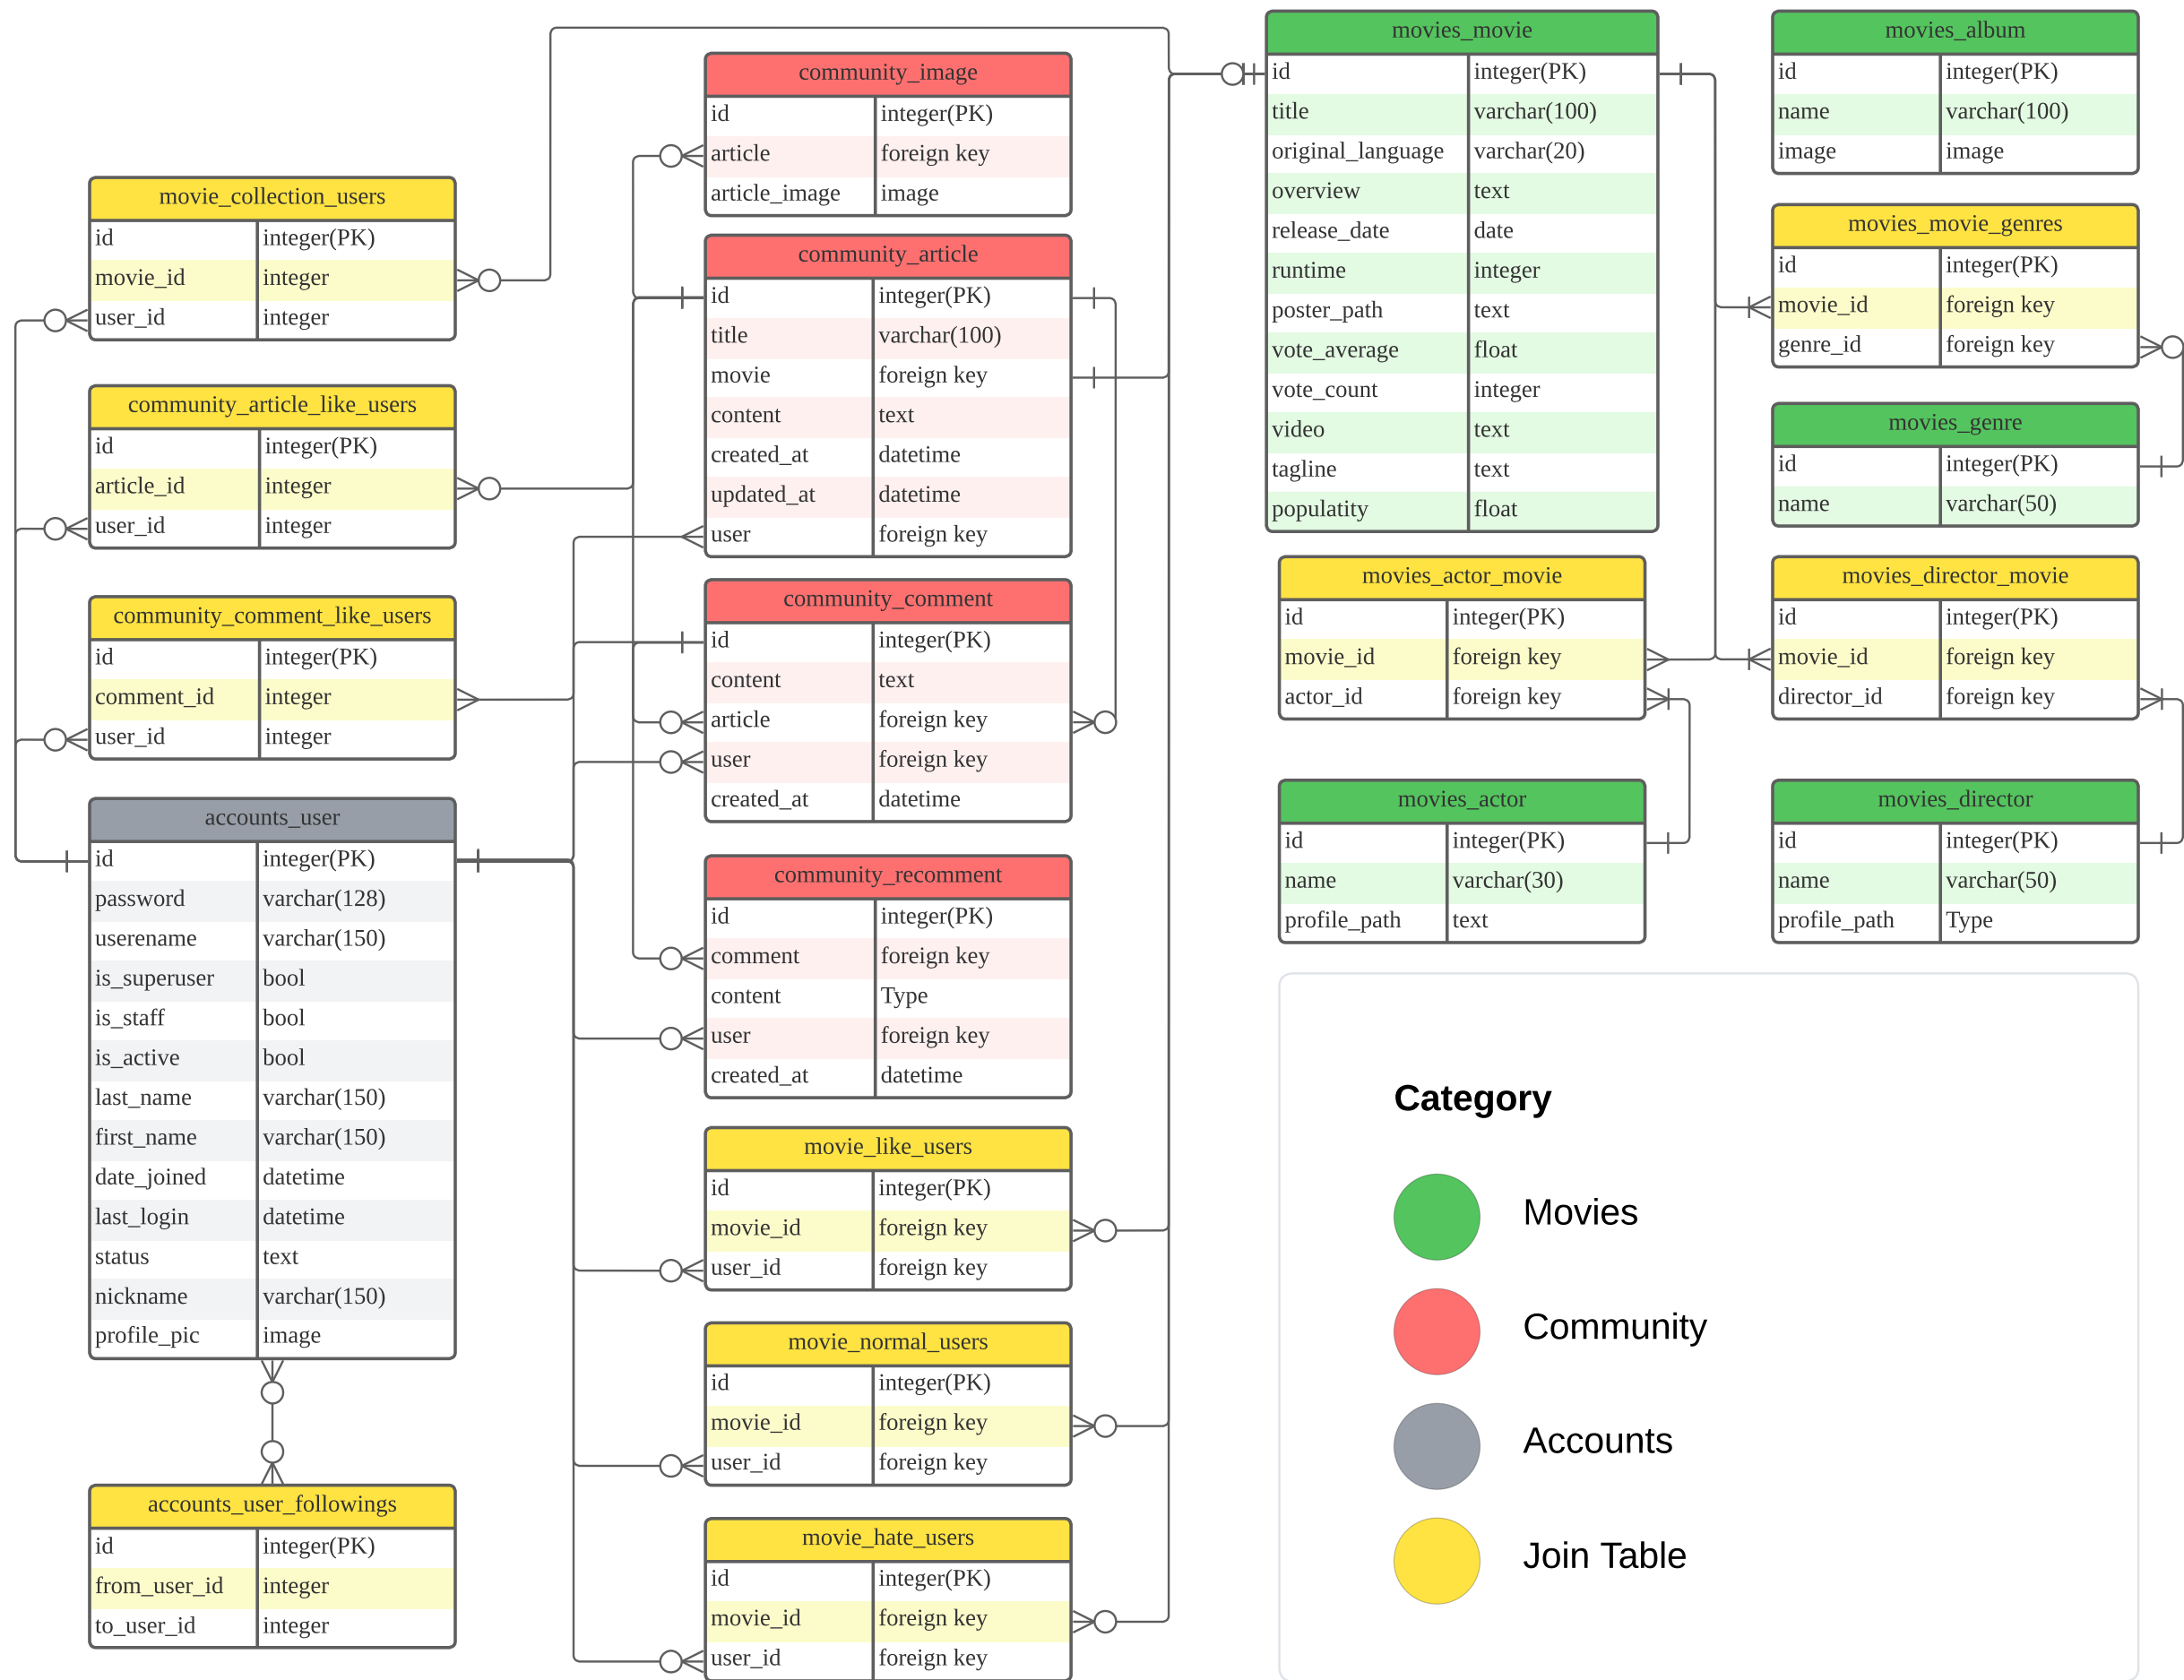 movie_collection_users
id integer(PK)
movie_id integer
user_id integer
community_article_like_users
id integer(PK)
article_id integer
user_id integer
community_comment_like_users
id integer(PK)
comment_id integer
user_id integer
accounts_user
id integer(PK)
password varchar(128)
userename varchar(150)
is_superuser bool
is_staff bool
is_active bool
last_name varchar(150)
first_name varchar(150)
date_joined datetime
last_login datetime
status text
nickname varchar(150)
profile_pic image
accounts_user_followings
id integer(PK)
from_user_id integer
to_user_id integer
community_image
id integer(PK)
article foreign key
article_image image
community_article
id integer(PK)
title varchar(100)
movie foreign key
content text
created_at datetime
updated_at datetime
user foreign key
community_comment
id integer(PK)
content text
article foreign key
user foreign key
created_at datetime
community_recomment
id integer(PK)
comment foreign key
content Type
user foreign key
created_at datetime
movie_like_users
id integer(PK)
movie_id foreign key
user_id foreign key
movie_normal_users
id integer(PK)
movie_id foreign key
user_id foreign key
movie_hate_users
id integer(PK)
movie_id foreign key
user_id foreign key
movies_movie
id integer(PK)
title varchar(100)
original_language varchar(20)
overview text
release_date date
runtime integer
poster_path text
vote_average float
vote_count integer
video text
tagline text
populatity float
movies_actor_movie
id integer(PK)
movie_id foreign key
actor_id foreign key
movies_actor
id integer(PK)
name varchar(30)
profile_path text
movies_album
id integer(PK)
name varchar(100)
image image
movies_movie_genres
id integer(PK)
movie_id foreign key
genre_id foreign key
movies_genre
id integer(PK)
name varchar(50)
movies_director_movie
id integer(PK)
movie_id foreign key
director_id foreign key
movies_director
id integer(PK)
name varchar(50)
profile_path Type
Category
Movies
Community
Accounts
Join Table